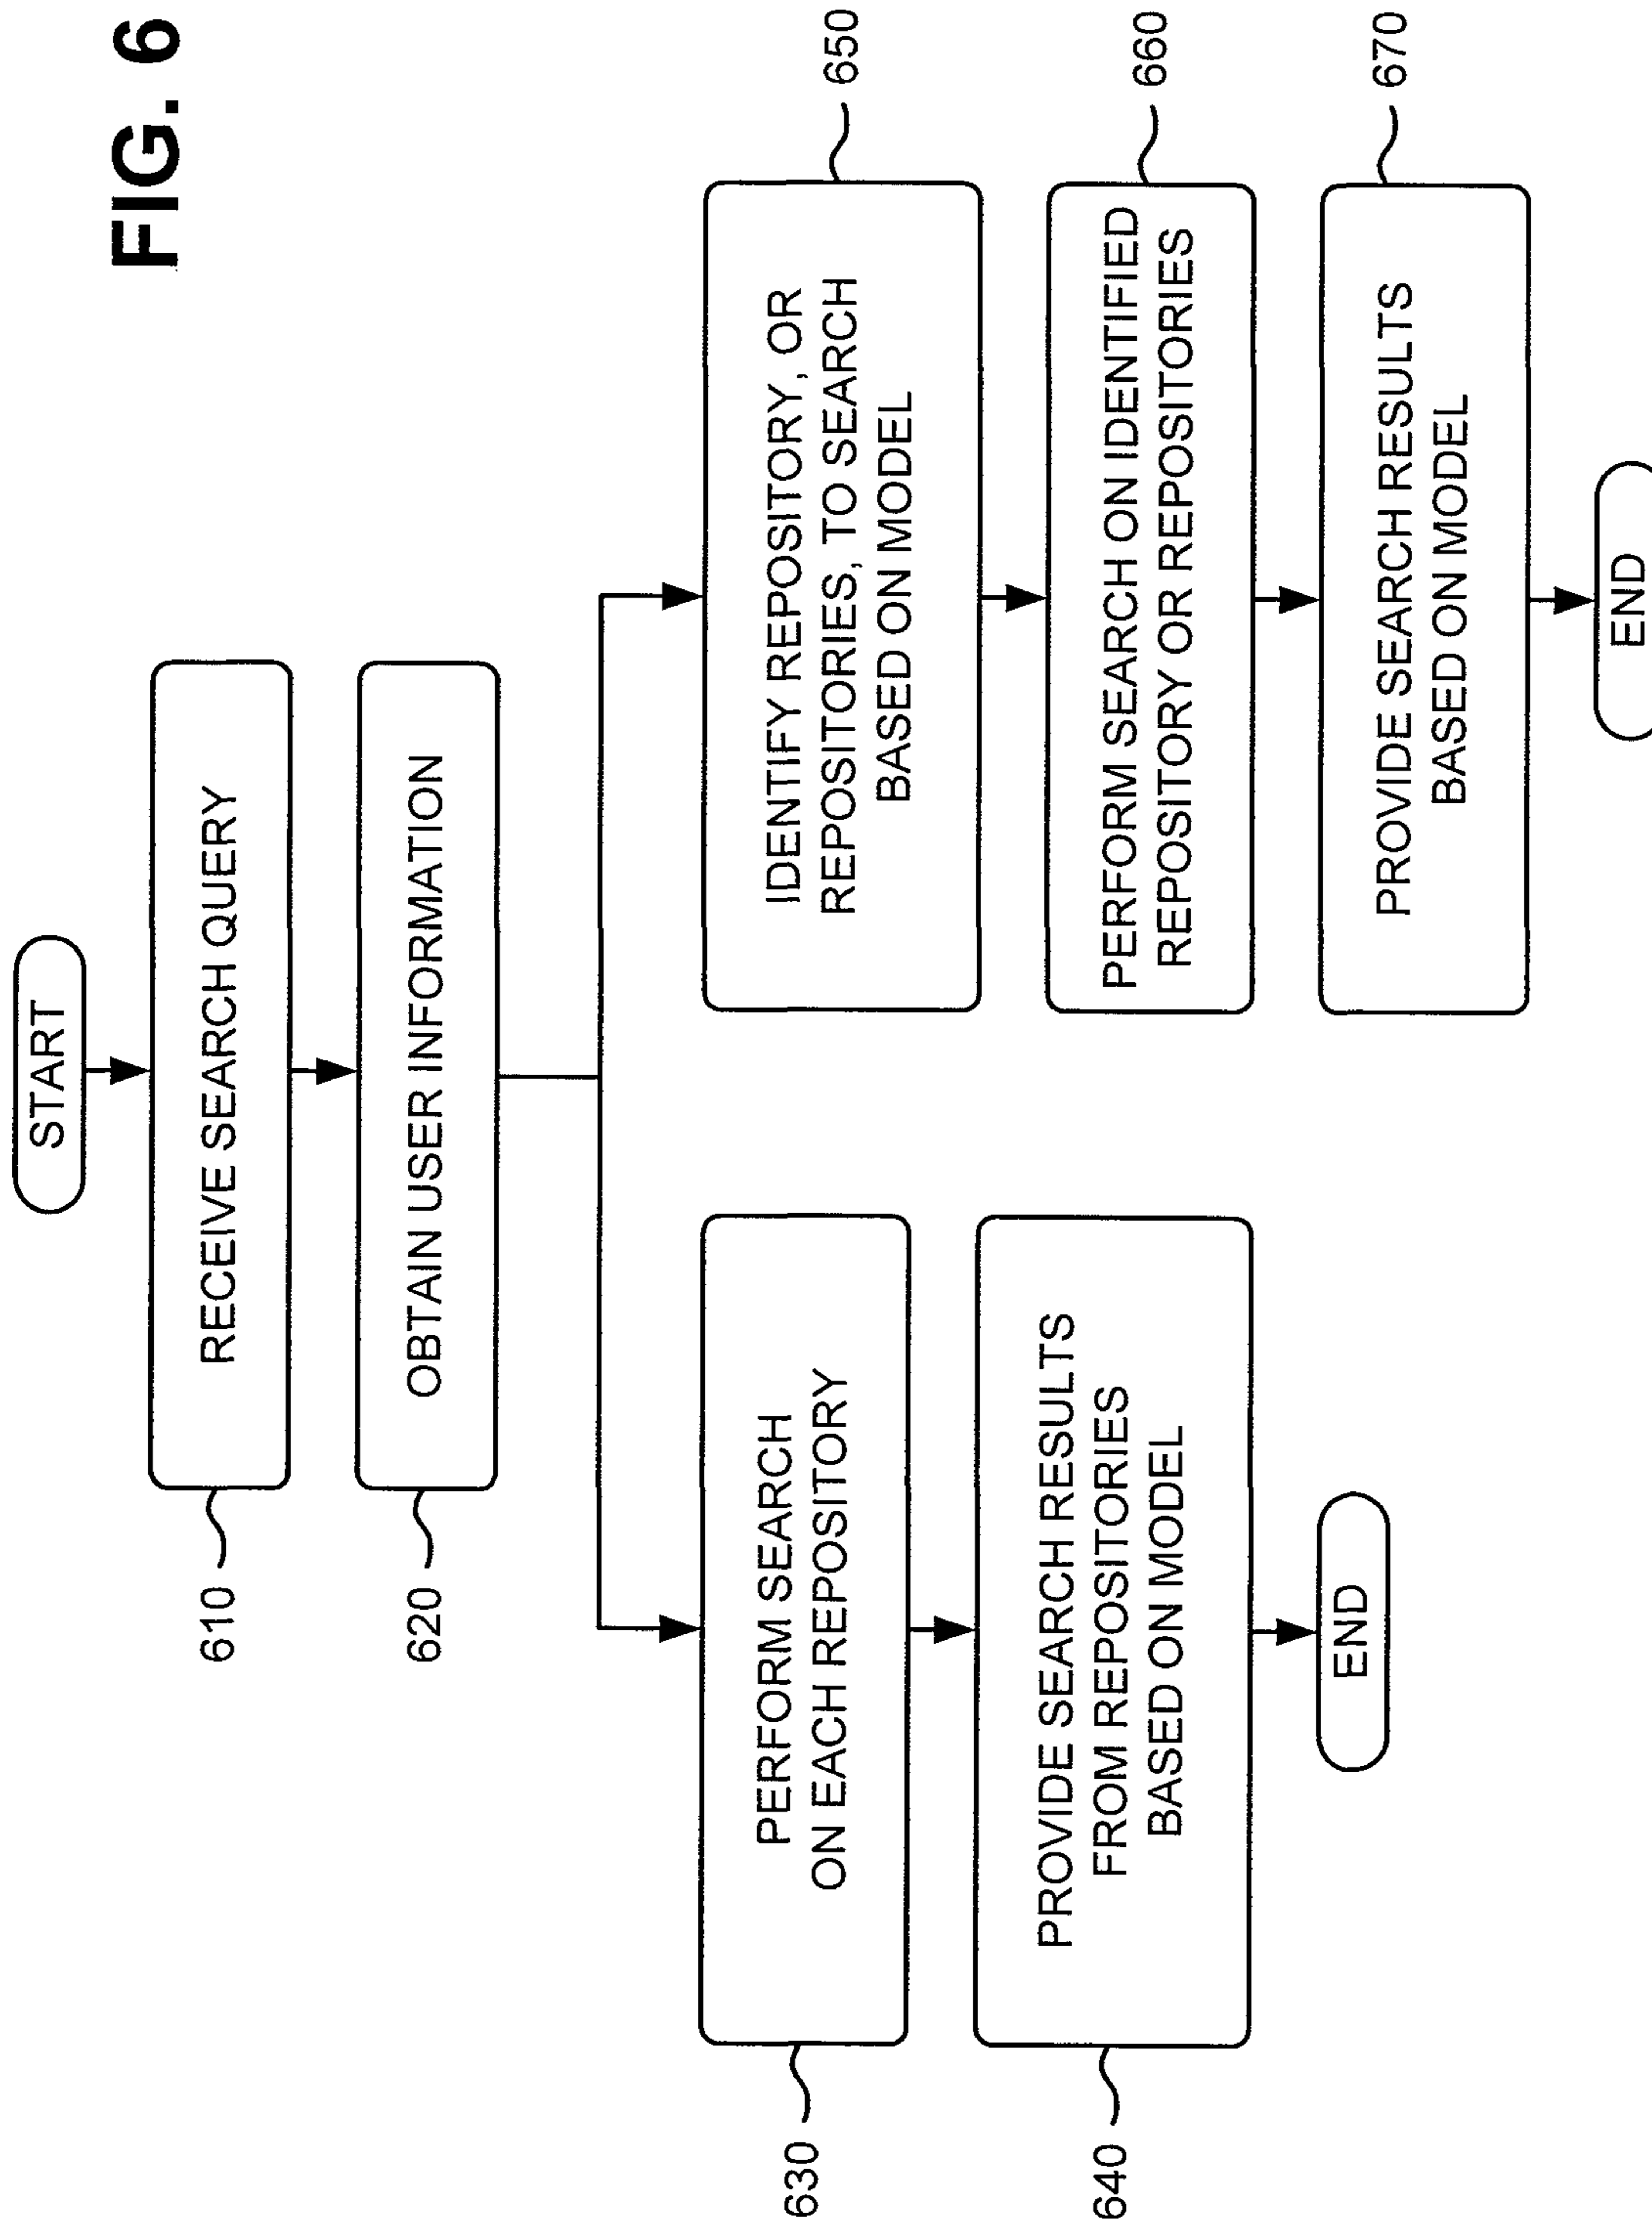 FIG. 6
START
RECEIVE SEARCH QUERY
610
OBTAIN USER INFORMATION
620
PERFORM SEARCH
ON EACH REPOSITORY
630
PROVIDE SEARCH RESULTS
FROM REPOSITORIES
BASED ON MODEL
640
END
IDENTIFY REPOSITORY, OR
REPOSITORIES, TO SEARCH
BASED ON MODEL
650
PERFORM SEARCH ON IDENTIFIED
REPOSITORY OR REPOSITORIES
660
PROVIDE SEARCH RESULTS
BASED ON MODEL
670
END